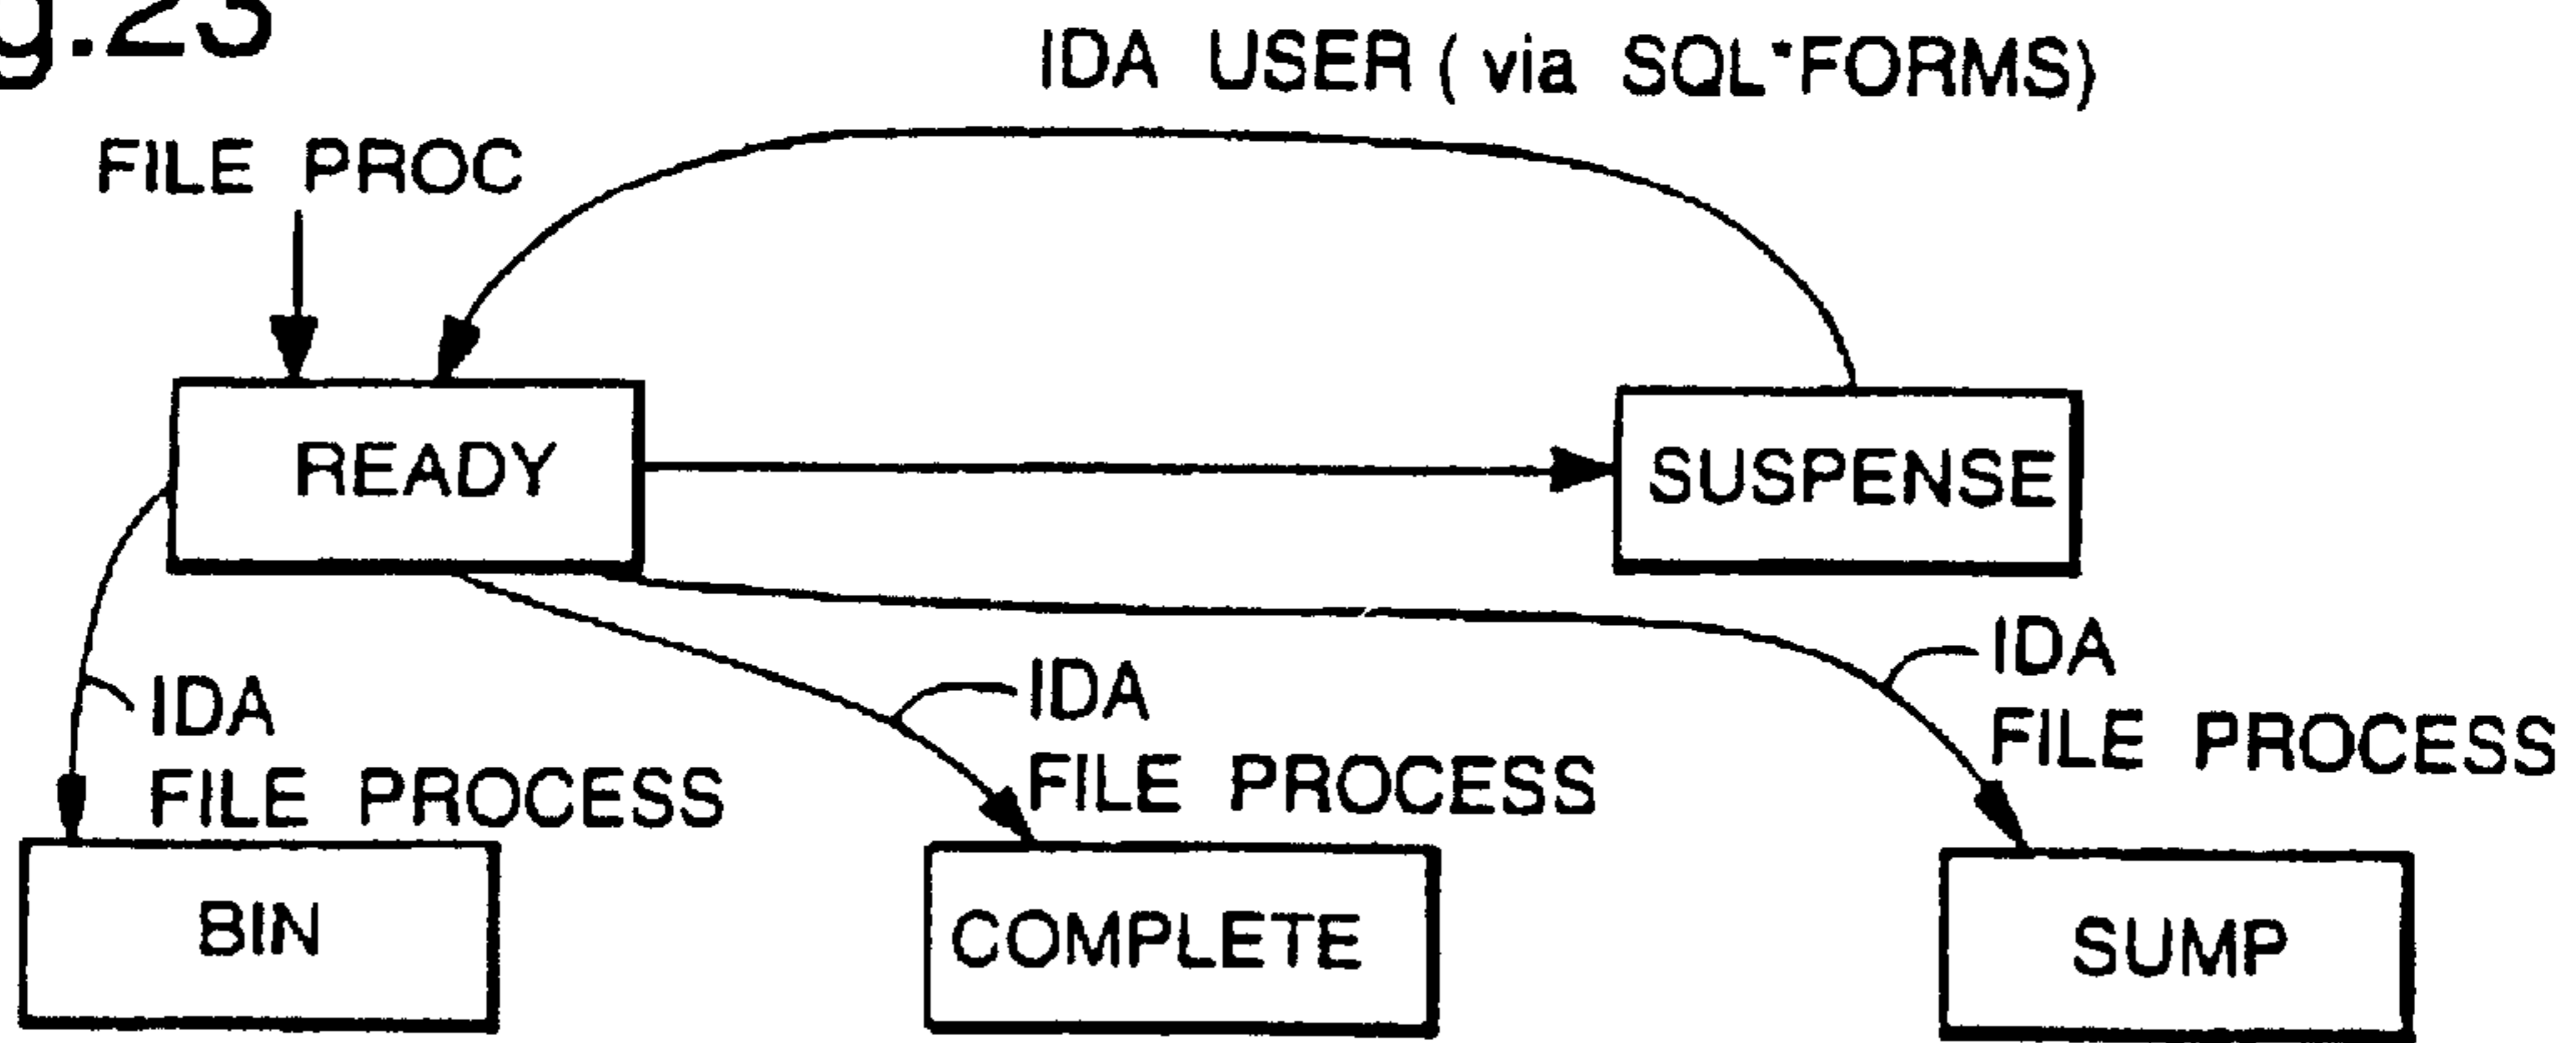 g.23
IDA USER ( via SQL*FORMS)
FILE PROC
READY
SUSPENSE
IDA
FILE PROCESS
IDA
FILE PROCESS
IDA
FILE PROCESS
BIN
COMPLETE
SUMP